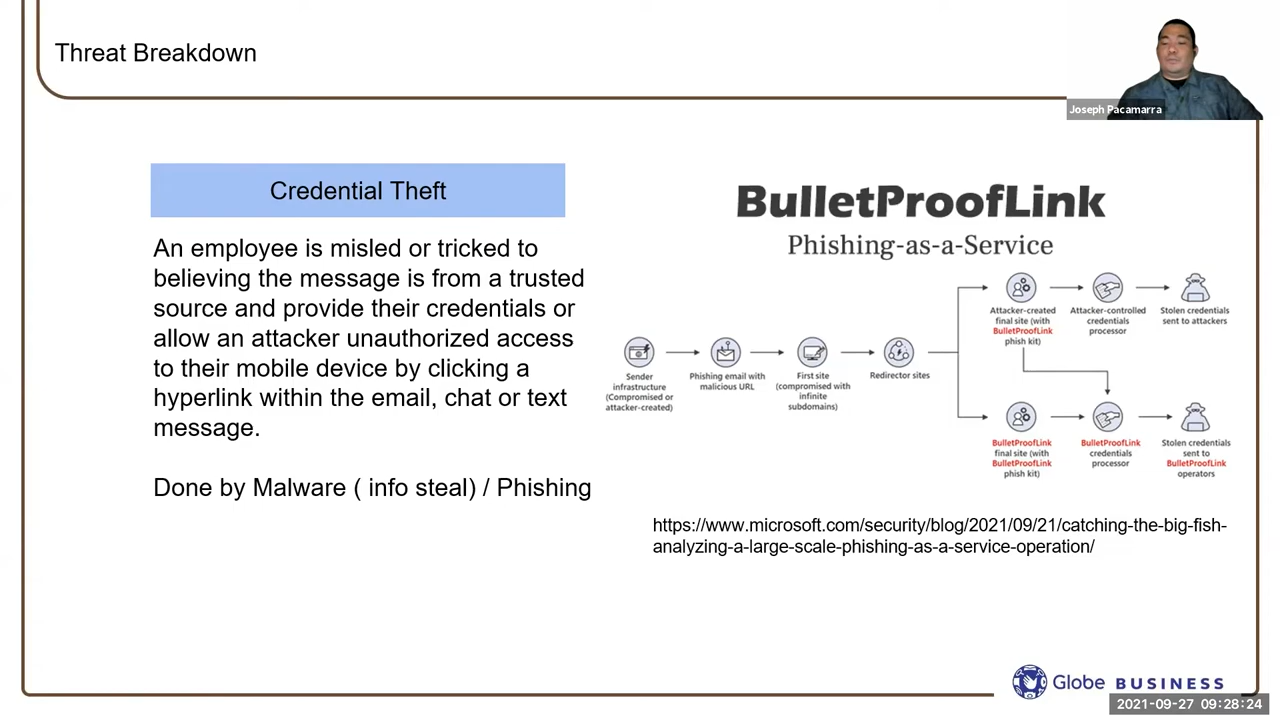 Threat Breakdown
Joseph Pacamarra
Credential Theft
An employee is misled or tricked to
believing the message is from a trusted
source and provide their credentials or
allow an attacker unauthorized access
to their mobile device by clicking a
hyperlink within the email, chat or text
message.
Done by Malware ( info steal) / Phishing
BulletProofLink
Phishing-as-a-Service
Sender
infrastructure
(Compromised or
attacker-created)
Phishing email with
malicious URL
First site
(compromised with
infinite
subdomains)
Redirector sites
Attacker-created
final site (with
BulletProofLink
phish kit)
Attacker-controlled
credentials
processor
Stolen credentials
sent to attackers
BulletProofLink
final site (with
BulletProofLink
phish kit)
BulletProofLink
credentials
processor
Stolen credentials
sent to
BulletProofLink
operators
https://www.microsoft.com/security/blog/2021/09/21/catching-the-big-fish-
analyzing-a-large-scale-phishing-as-a-service-operation/
Globe BUSINESS
2021-09-27 09:28:24